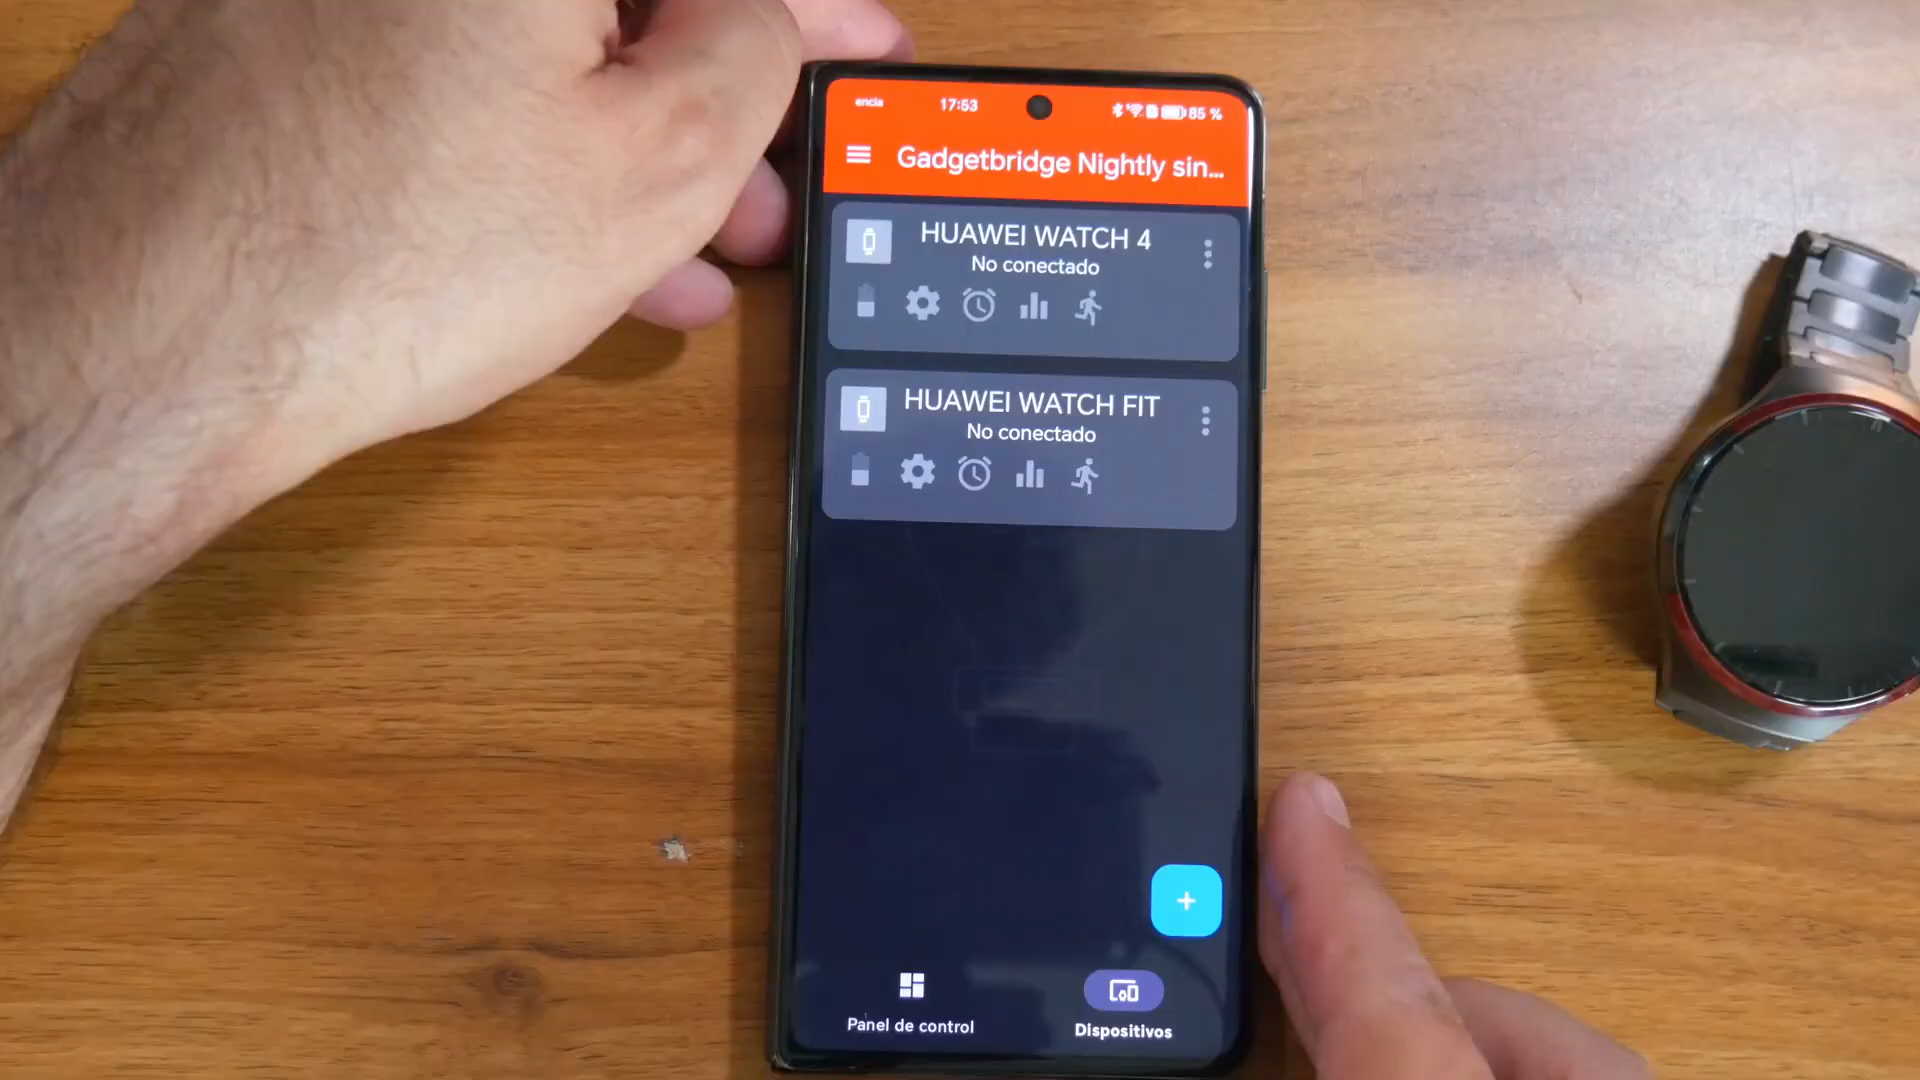 encia 17:53 85 %
Gadgetbridge Nightly sin...
HUAWEI WATCH 4
No conectado
HUAWEI WATCH FIT
No conectado
+
Panel de control
Dispositivos